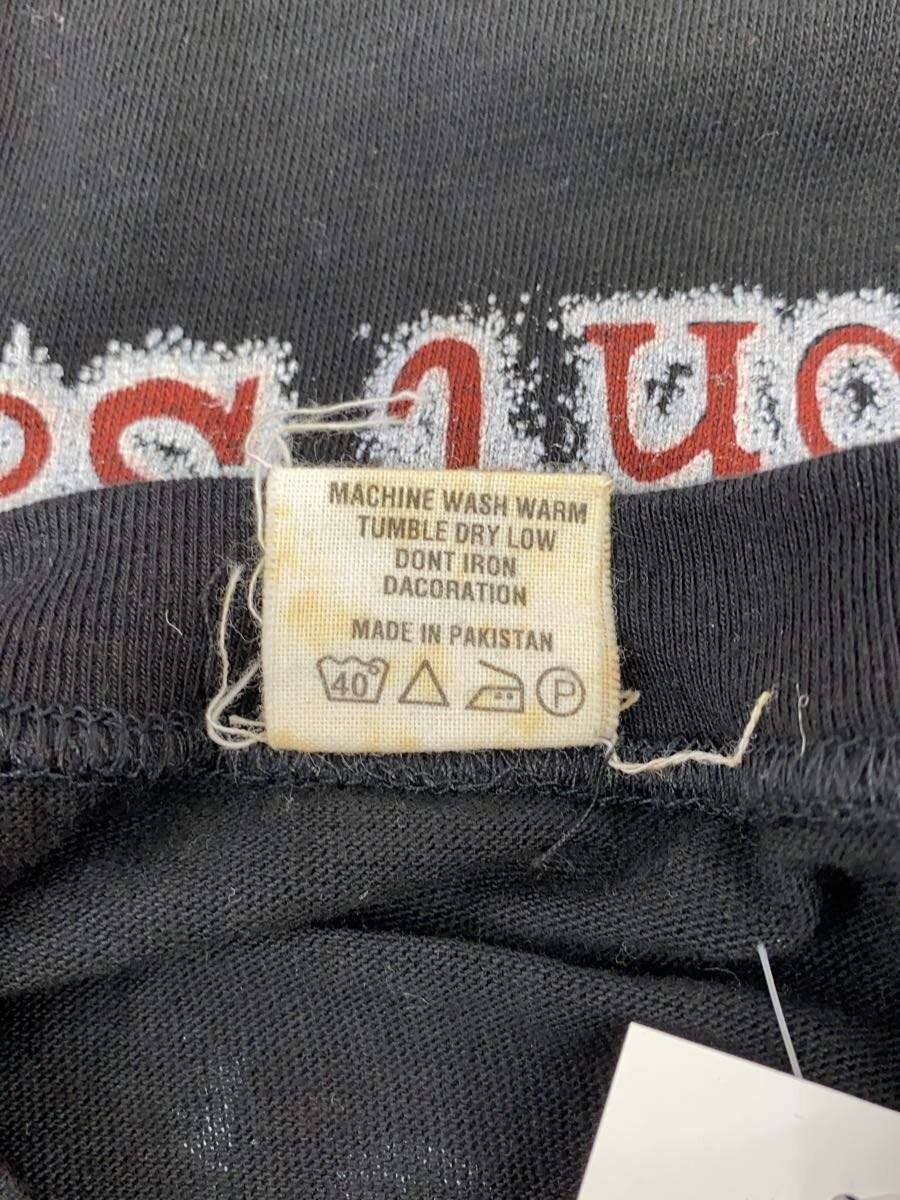 MACHINE WASH WARM
TUMBLE DRY LOW
DONT IRON
DACORATION
MADE IN PAKISTAN
40° P